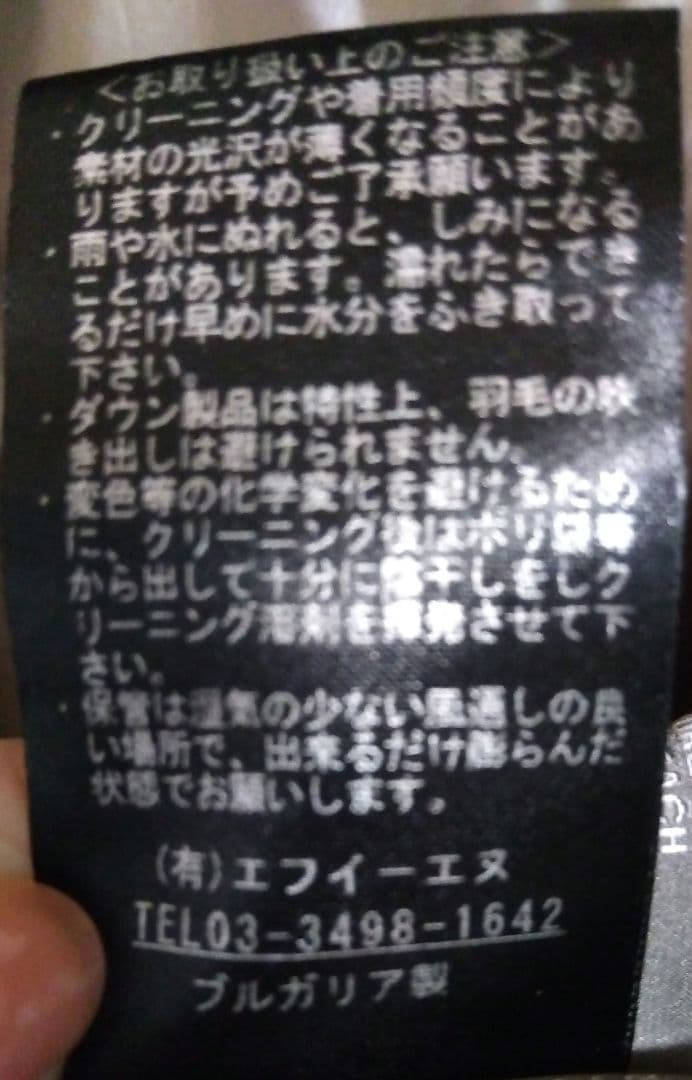 <お取り扱い上のご注意>
・クリーニングや着用頻度により
素材の光沢が薄くなることがあ
りますが予めご了承願います。
・雨や水にぬれると、しみになる
ことがあります。濡れたらでき
るだけ早めに水分をふき取って
下さい。
・ダウン製品は特性上、羽毛の吹
き出しは避けられません。
・変色等の化学変化を避けるため
に、クリーニング後はポリ袋等
から出して十分に陰干しをしク
リーニング溶剤を揮発させて下
さい。
・保管は湿気の少ない風通しの良
い場所で、出来るだけ膨らんだ
状態でお願いします。
(有)エフイーエヌ
TEL03-3498-1642
ブルガリア製